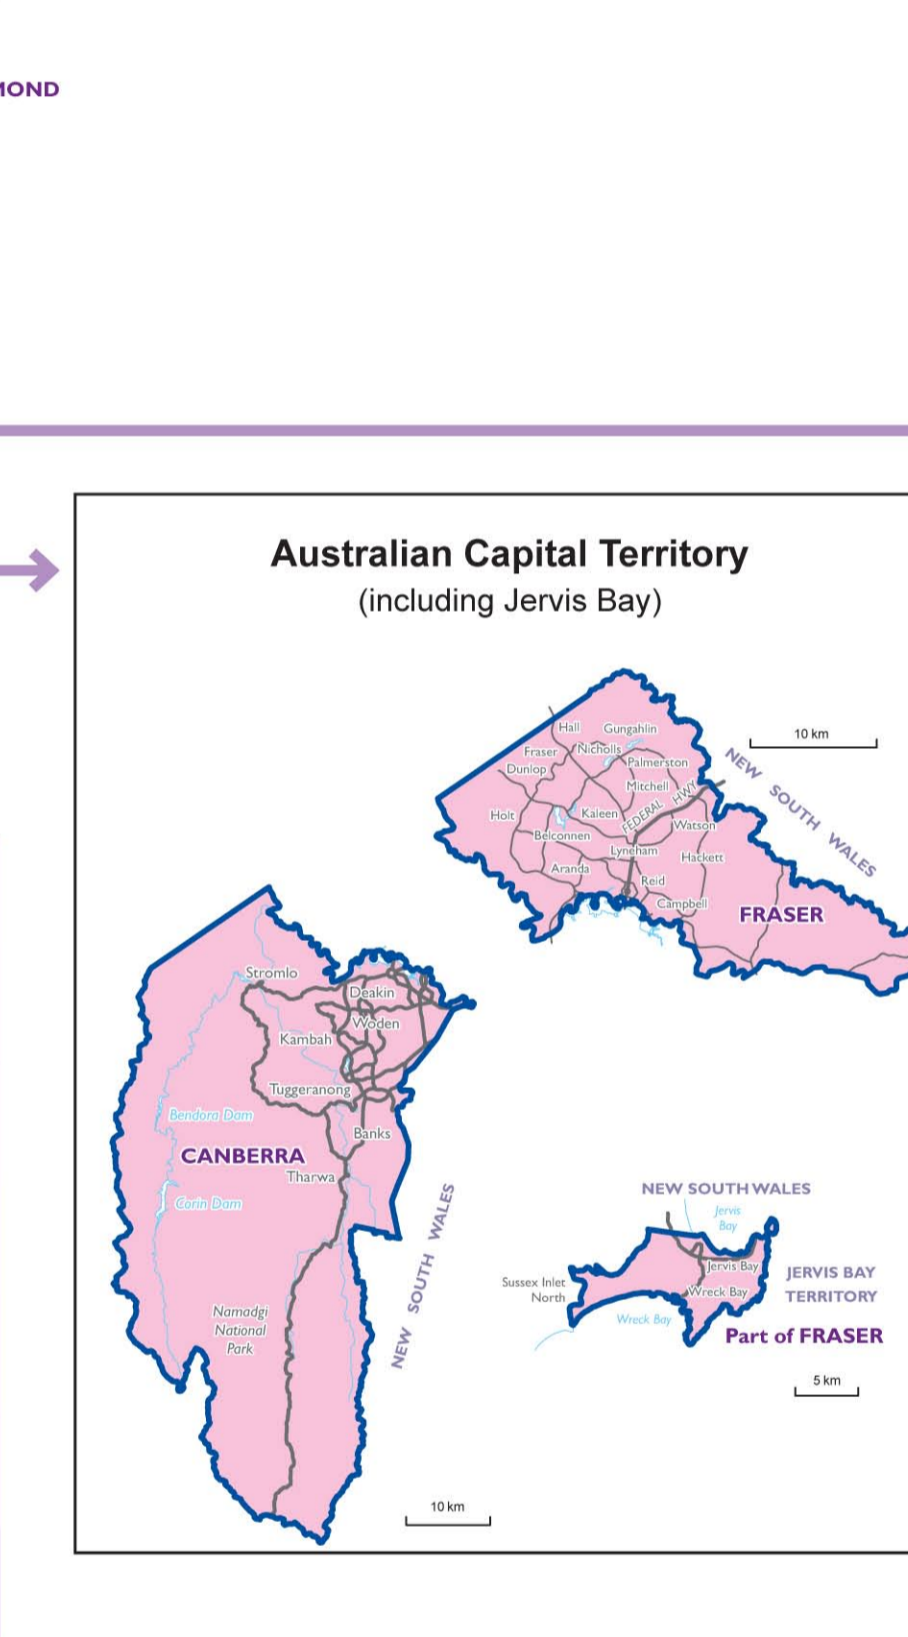 MOND
Australian Capital Territory
(including Jervis Bay)
Hall
Gungahlin
10 km
Fraser
Nicholls
Dunlop
Palmerston
NEW SOUTH WALES
Mitchell
Holt
Kaleen
FEDERAL HWY
Watson
Belconnen
Lyneham
Hackett
Aranda
Reid
Campbell
FRASER
Stromlo
Deakin
Woden
Kambah
Tuggeranong
Bendora Dam
Banks
CANBERRA
Tharwa
Corin Dam
NEW SOUTH WALES
Namadgi
National
Park
10 km
NEW SOUTH WALES
Jervis
Bay
Jervis Bay
Sussex Inlet
North
Wreck Bay
JERVIS BAY
TERRITORY
Wreck Bay
Part of FRASER
5 km